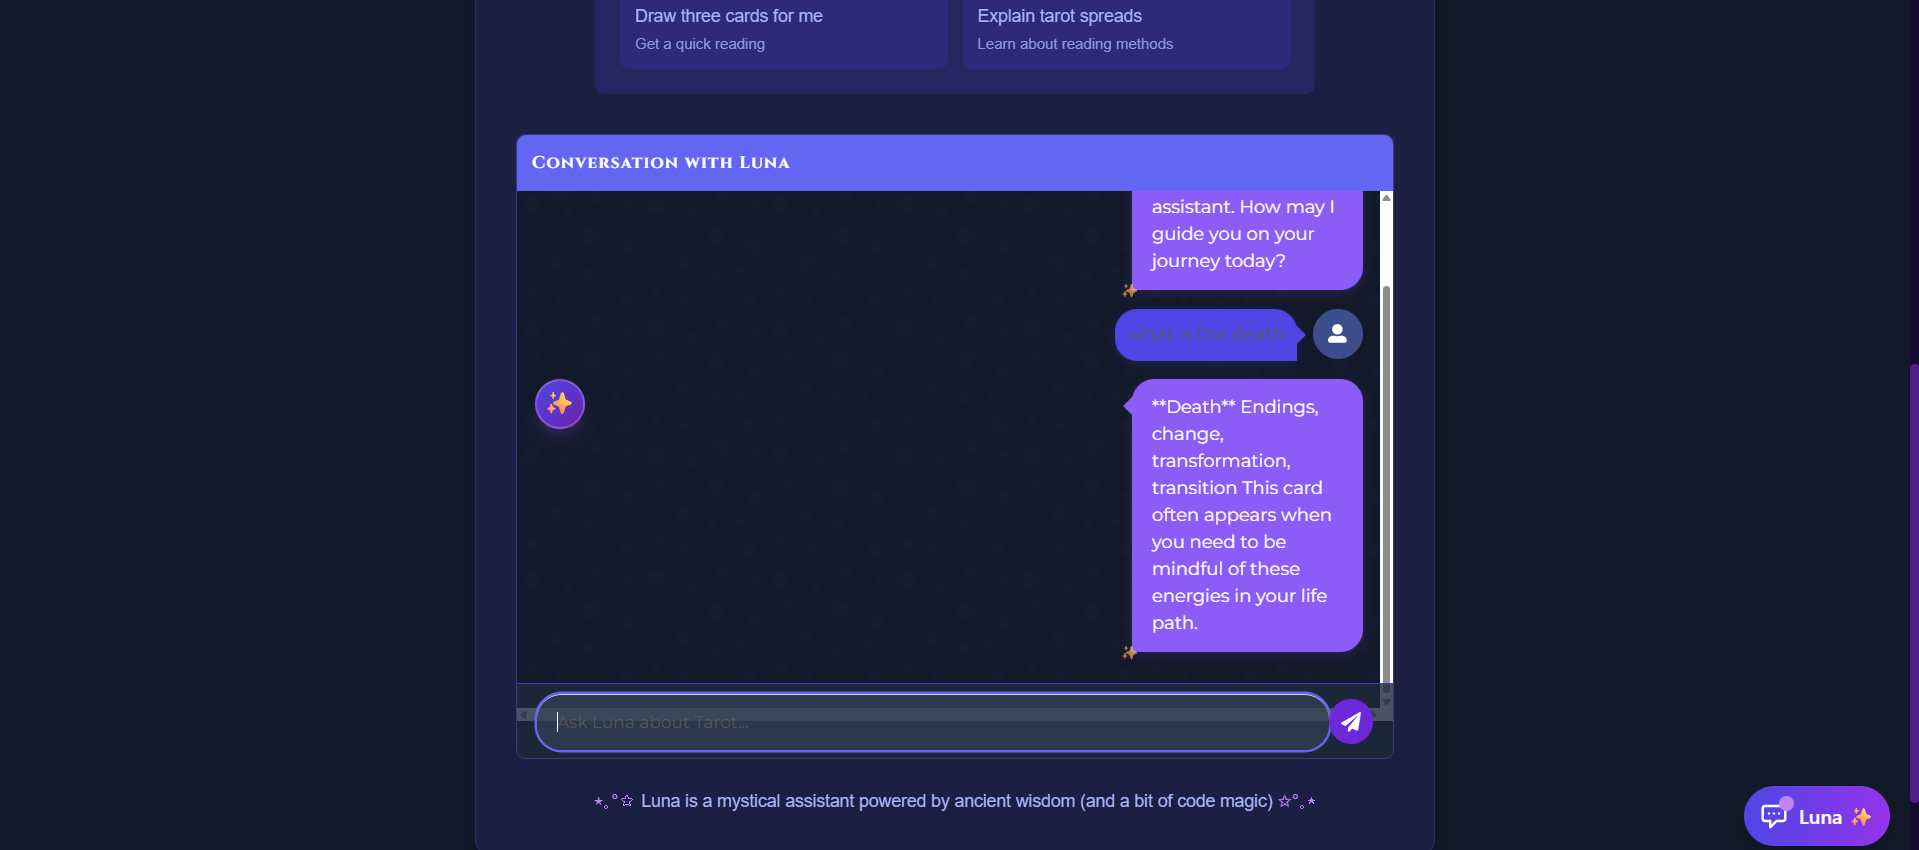 Draw three cards for me
Get a quick reading
Explain tarot spreads
Learn about reading methods
Conversation with Luna
assistant. How may I
guide you on your
journey today?
what is the death
**Death** Endings,
change,
transformation,
transition This card
often appears when
you need to be
mindful of these
energies in your life
path.
Ask Luna about Tarot...
⋆｡°✩ Luna is a mystical assistant powered by ancient wisdom (and a bit of code magic) ✩°｡⋆
Luna ✨